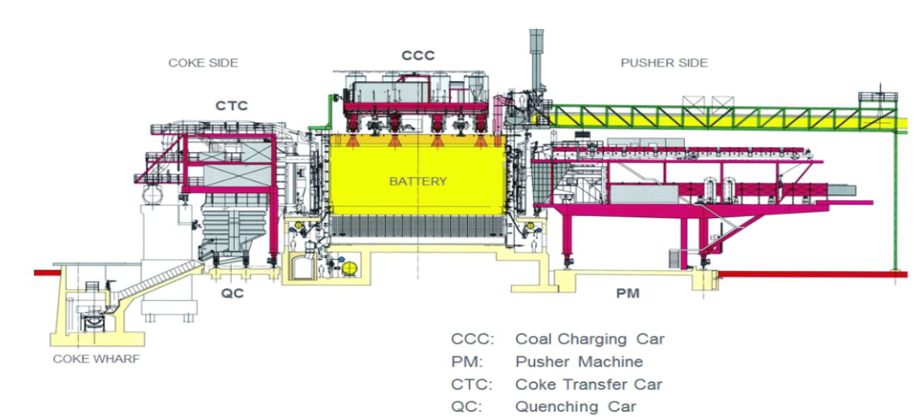 CCC
COKE SIDE
PUSHER SIDE
CTC
BATTERY
QC
PM
COKE WHARF
CCC: Coal Charging Car
PM: Pusher Machine
CTC: Coke Transfer Car
QC: Quenching Car